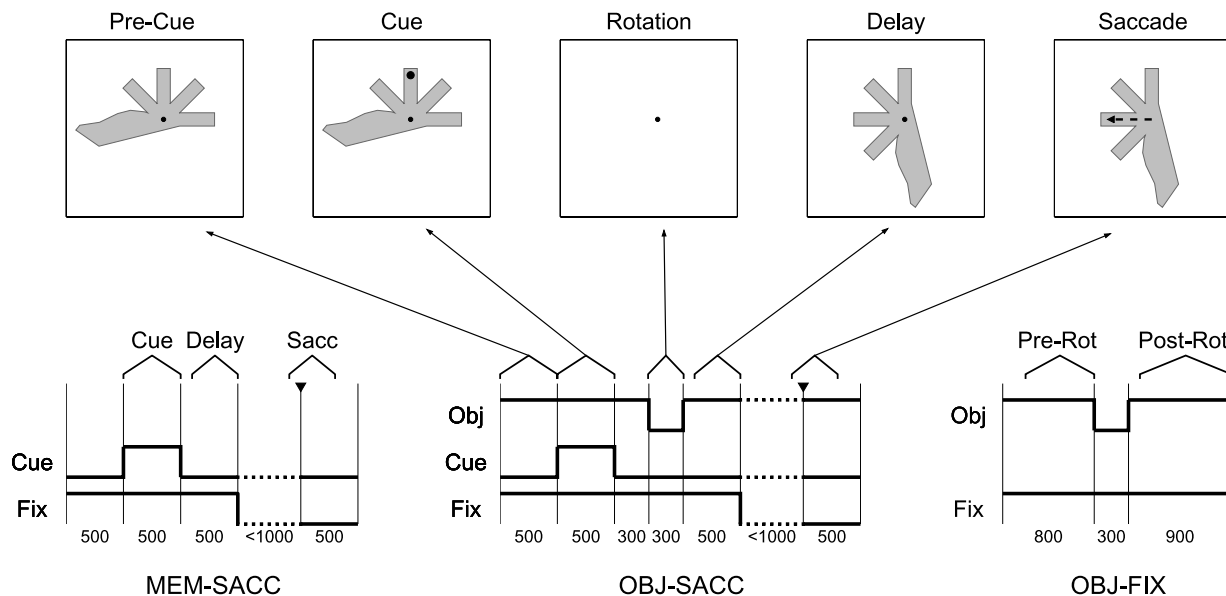 Pre-Cue Cue Rotation Delay Saccade
Cue Delay Sacc Pre-Rot Post-Rot
Obj Obj
Cue Cue
Fix Fix Fix
500 500 500 <1000 500 500 500 300 300 500 <1000 500 800 300 900
MEM-SACC OBJ-SACC OBJ-FIX